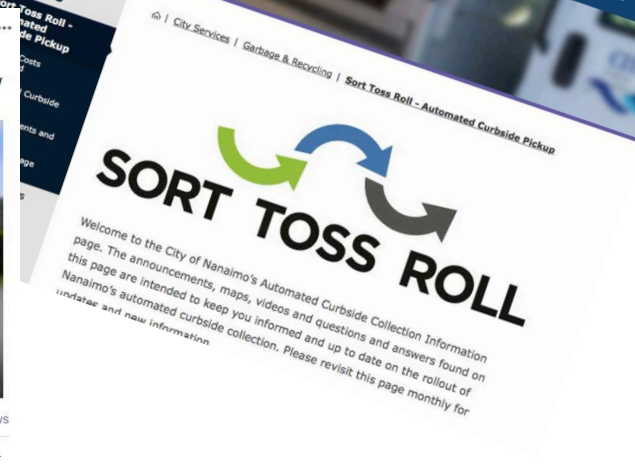 Sort Toss Roll -
Automated
Curbside Pickup
Costs
Curbside
and
| City Services | Garbage & Recycling | Sort Toss Roll - Automated Curbside Pickup
SORT TOSS ROLL
Welcome to the City of Nanaimo's Automated Curbside Collection Information
page. The announcements, maps, videos and questions and answers found on
this page are intended to keep you informed and up to date on the rollout of
Nanaimo's automated curbside collection. Please revisit this page monthly for
updates and new information